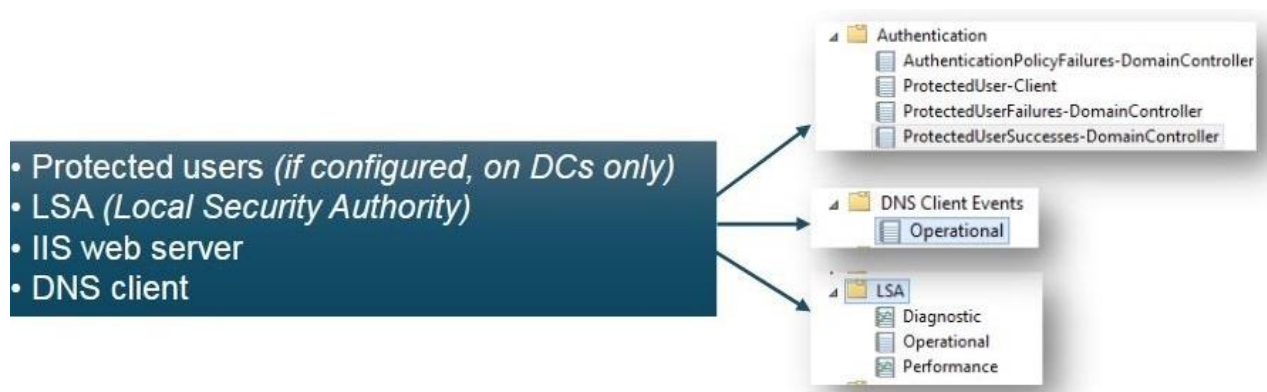 • Protected users (if configured, on DCs only)
• LSA (Local Security Authority)
• IIS web server
• DNS client
Authentication
AuthenticationPolicyFailures-DomainController
ProtectedUser-Client
ProtectedUserFailures-DomainController
ProtectedUserSuccesses-DomainController
DNS Client Events
Operational
LSA
Diagnostic
Operational
Performance